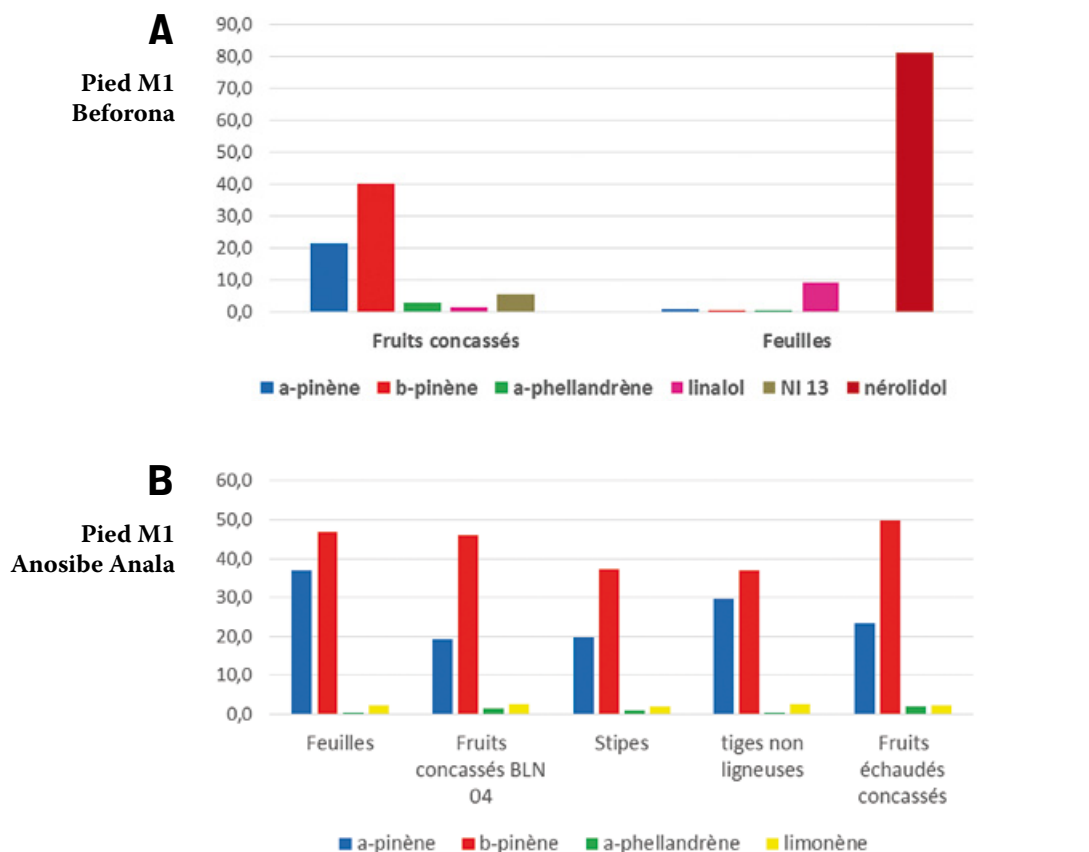 A
Pied M1
Beforona
90,0
80,0
70,0
60,0
50,0
40,0
30,0
20,0
10,0
0,0
Fruits concassés Feuilles
a-pinène b-pinène a-phellandrène linalol NI 13 nérolidol
B
Pied M1
Anosibe Anala
60,0
50,0
40,0
30,0
20,0
10,0
0,0
Feuilles Fruits Stipes tiges non Fruits
concassés BLN ligneuses échaudés
04 concassés
a-pinène b-pinène a-phellandrène limonène